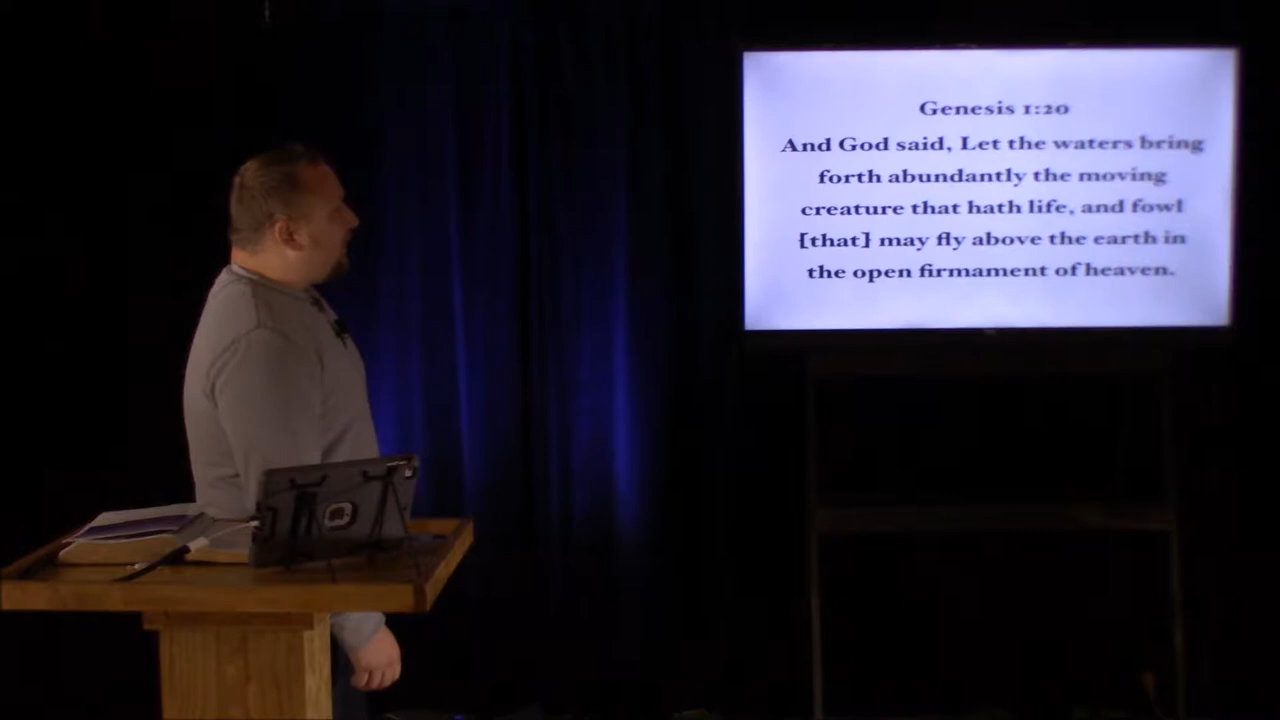 Genesis 1:20
And God said, Let the waters bring
forth abundantly the moving
creature that hath life, and fowl
[that] may fly above the earth in
the open firmament of heaven.